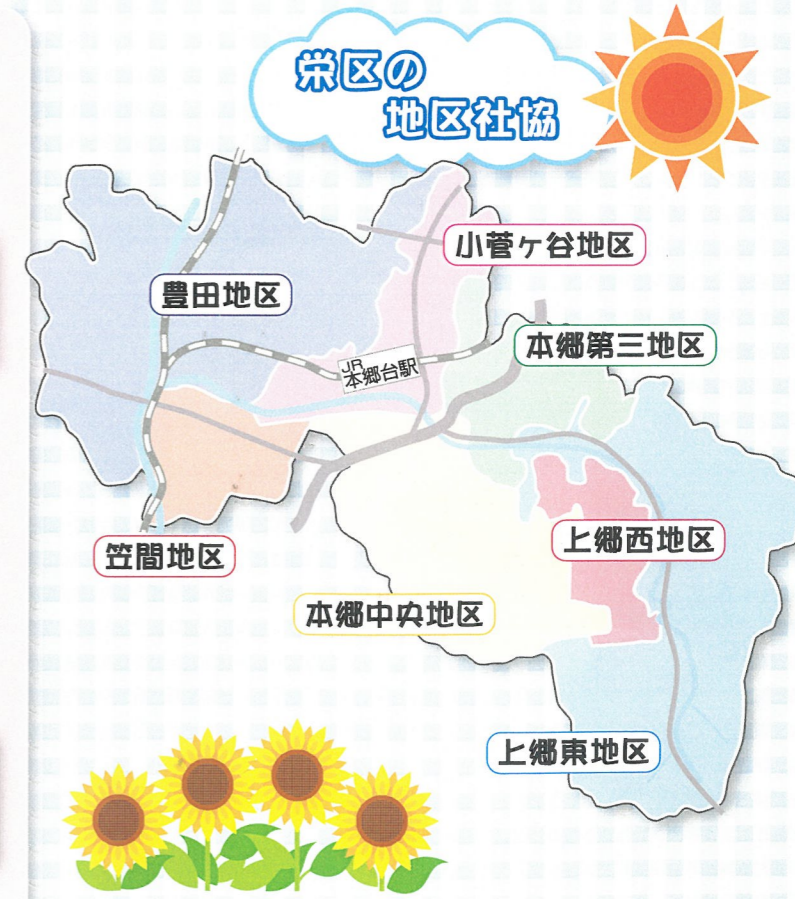 栄区の
地区社協
小菅ヶ谷地区
豊田地区
本郷第三地区
JR
本郷台駅
上郷西地区
笠間地区
本郷中央地区
上郷東地区